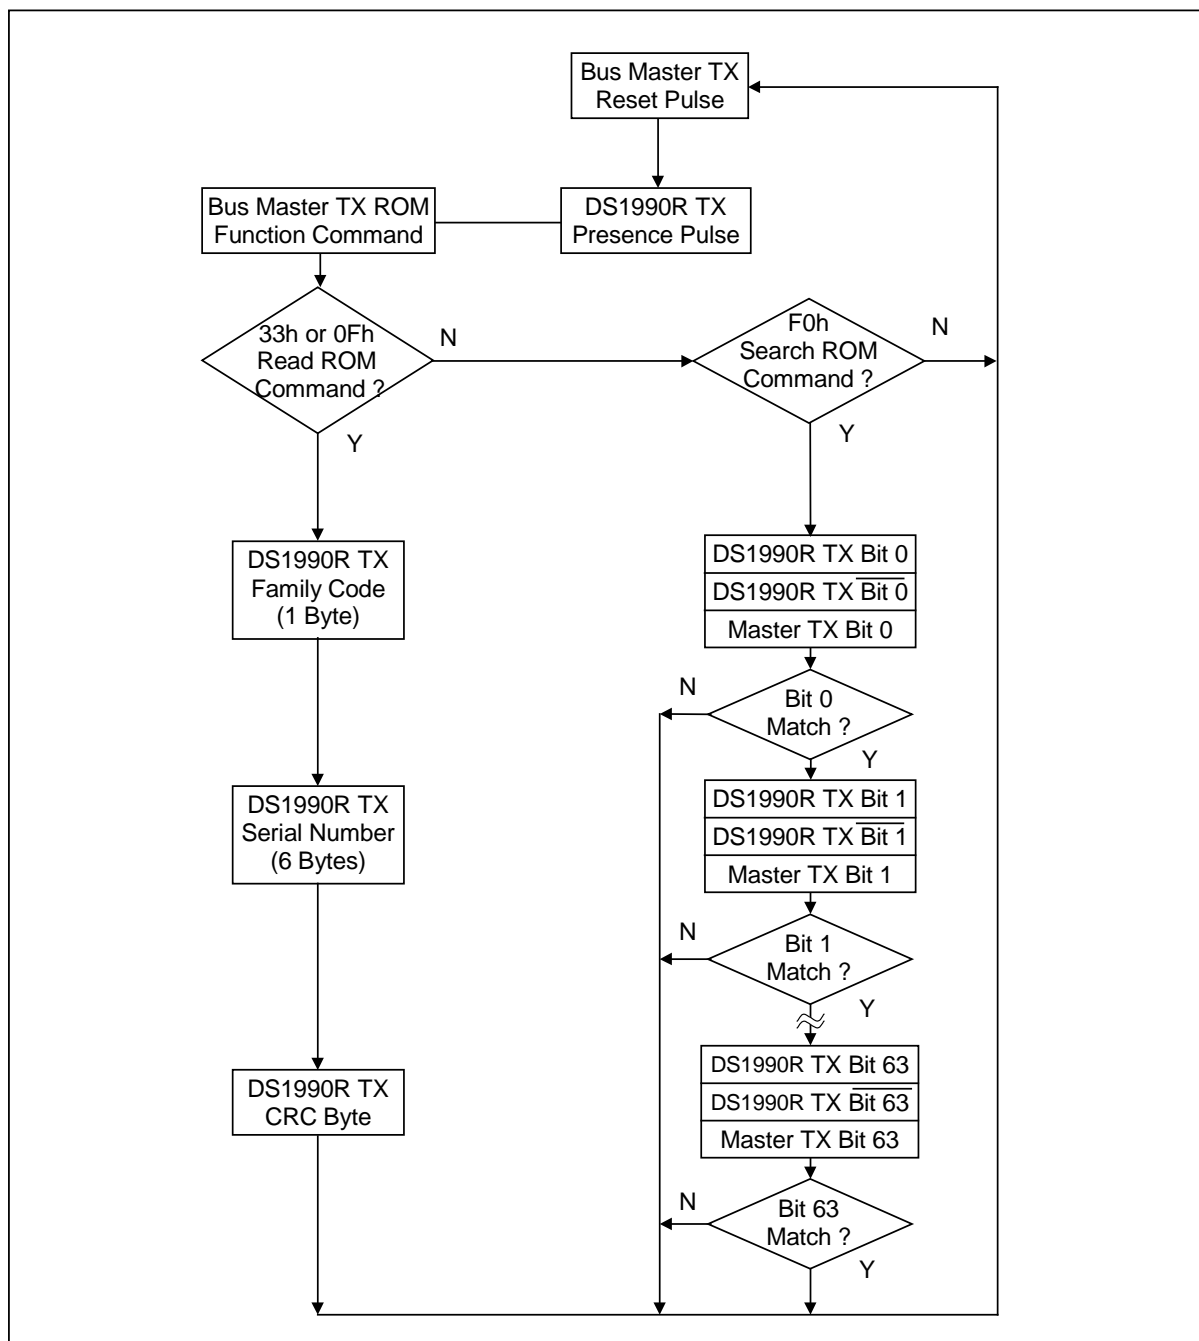 Bus Master TX
Reset Pulse
Bus Master TX ROM
Function Command
DS1990R TX
Presence Pulse
33h or 0Fh
Read ROM
Command ?
N
Y
F0h
Search ROM
Command ?
N
Y
DS1990R TX
Family Code
(1 Byte)
DS1990R TX
Serial Number
(6 Bytes)
DS1990R TX
CRC Byte
DS1990R TX Bit 0
DS1990R TX B̅i̅t̅ ̅0̅
Master TX Bit 0
N
Bit 0
Match ?
Y
DS1990R TX Bit 1
DS1990R TX B̅i̅t̅ ̅1̅
Master TX Bit 1
N
Bit 1
Match ?
Y
DS1990R TX Bit 63
DS1990R TX B̅i̅t̅ ̅6̅3̅
Master TX Bit 63
N
Bit 63
Match ?
Y